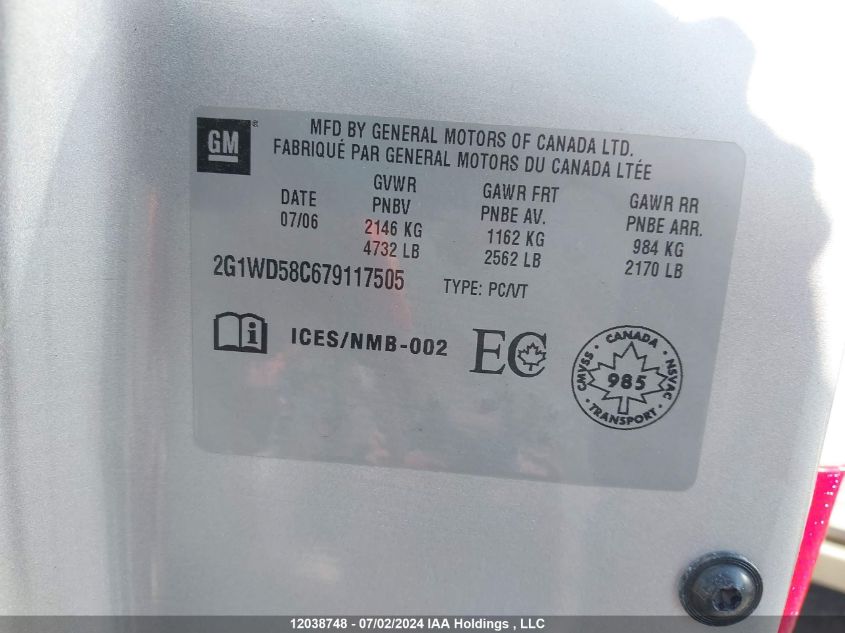 GM®
MFD BY GENERAL MOTORS OF CANADA LTD.
FABRIQUÉ PAR GENERAL MOTORS DU CANADA LTÉE
DATE
07/06
GVWR
PNBV
2146 KG
4732 LB
GAWR FRT
PNBE AV.
1162 KG
2562 LB
GAWR RR
PNBE ARR.
984 KG
2170 LB
2G1WD58C679117505
TYPE: PC/VT
i
ICES/NMB-002
EC
CANADA
CMVSS
NSVAC
985
TRANSPORT
12038748 - 07/02/2024 IAA Holdings , LLC